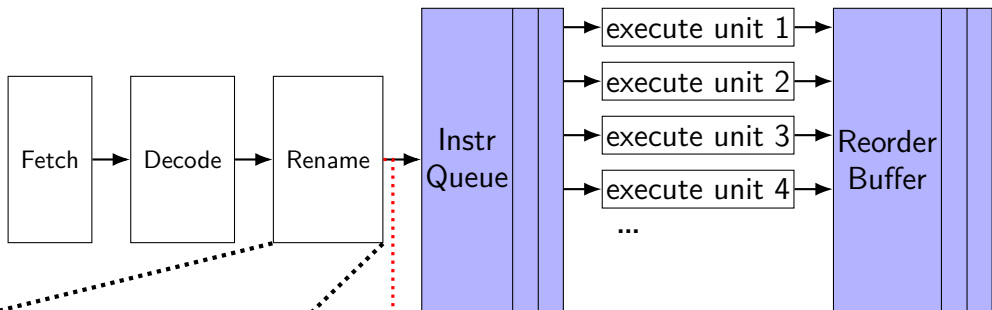 Fetch
Decode
Rename
Instr
Queue
execute unit 1
execute unit 2
execute unit 3
execute unit 4
...
Reorder
Buffer